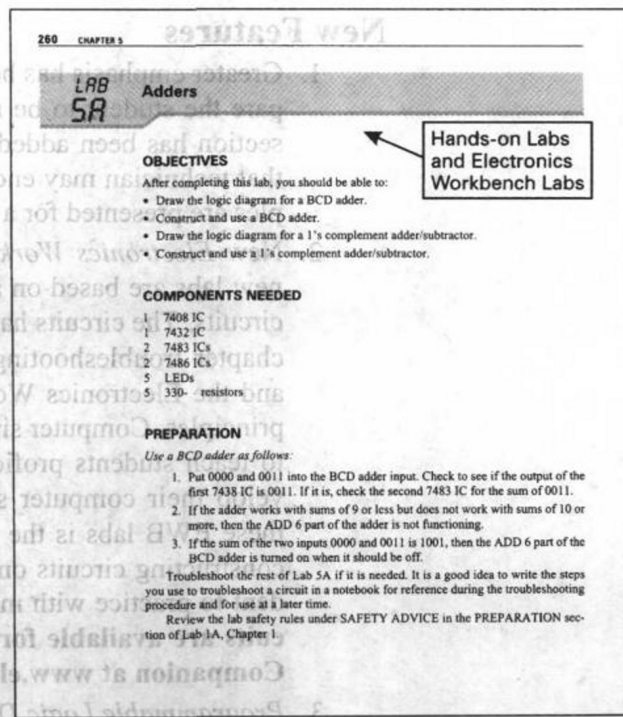 260 CHAPTER 5
LAB
5A
Adders
Hands-on Labs
and Electronics
Workbench Labs
OBJECTIVES
After completing this lab, you should be able to:
• Draw the logic diagram for a BCD adder.
• Construct and use a BCD adder.
• Draw the logic diagram for a 1's complement adder/subtractor.
• Construct and use a 1's complement adder/subtractor.
COMPONENTS NEEDED
1 7408 IC
1 7432 IC
2 7483 ICs
2 7486 ICs
5 LEDs
5 330- resistors
PREPARATION
Use a BCD adder as follows:
1. Put 0000 and 0011 into the BCD adder input. Check to see if the output of the
first 7438 IC is 0011. If it is, check the second 7483 IC for the sum of 0011.
2. If the adder works with sums of 9 or less but does not work with sums of 10 or
more, then the ADD 6 part of the adder is not functioning.
3. If the sum of the two inputs 0000 and 0011 is 1001, then the ADD 6 part of the
BCD adder is turned on when it should be off.
Troubleshoot the rest of Lab 5A if it is needed. It is a good idea to write the steps
you use to troubleshoot a circuit in a notebook for reference during the troubleshooting
procedure and for use at a later time.
Review the lab safety rules under SAFETY ADVICE in the PREPARATION sec-
tion of Lab 1A, Chapter 1.